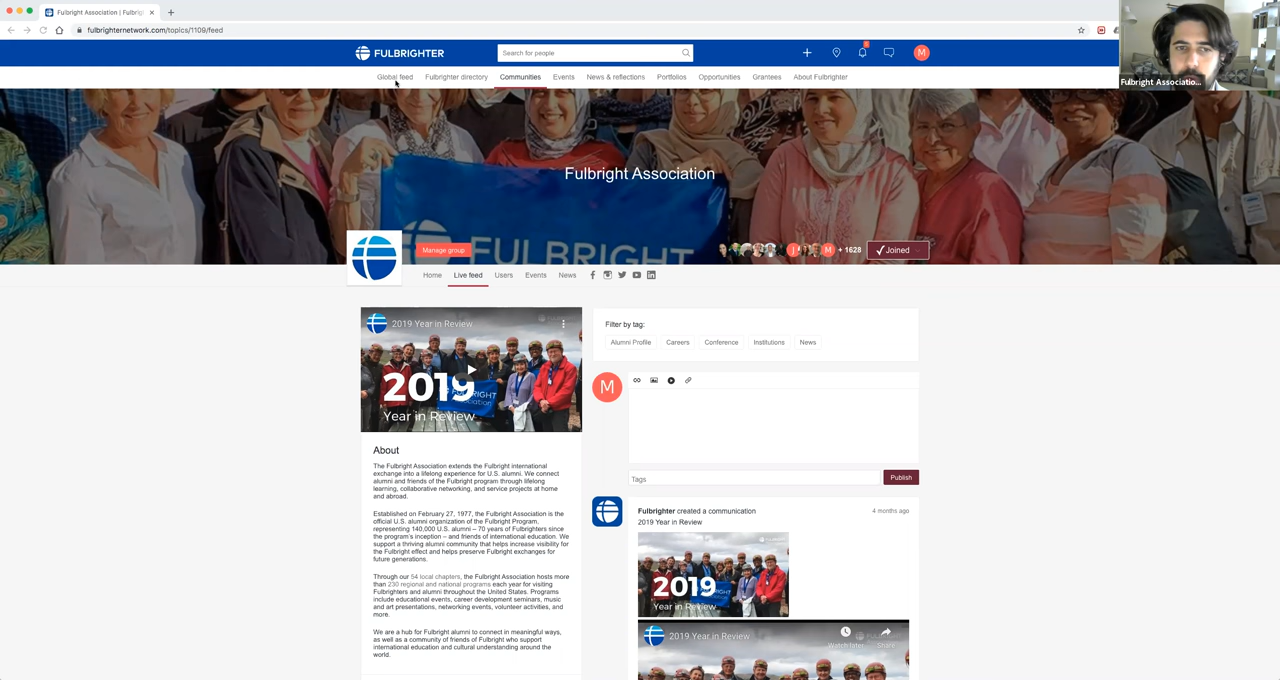 Fulbright Association | Fulbrig
fulbrighternetwork.com/topics/1109/feed
Fulbright Associatio...
FULBRIGHTER
Search for people
M
Global feed
Fulbrighter directory
Communities
Events
News & reflections
Portfolios
Opportunities
Grantees
About Fulbrighter
Fulbright Association
FULBRIGHT
Manage group
J
M
+ 1628
Joined
Home
Live feed
Users
Events
News
2019 Year in Review
2019
Year in Review
Filter by tag:
Alumni Profile
Careers
Conference
Institutions
News
M
Tags
Publish
About
The Fulbright Association extends the Fulbright international
exchange into a lifelong experience for U.S. alumni. We connect
alumni and friends of the Fulbright program through lifelong
learning, collaborative networking, and service projects at home
and abroad.
Established on February 27, 1977, the Fulbright Association is the
official U.S. alumni organization of the Fulbright Program,
representing 140,000 U.S. alumni – 70 years of Fulbrighters since
the program's inception – and friends of international education. We
support a thriving alumni community that helps increase visibility for
the Fulbright effect and helps preserve Fulbright exchanges for
future generations.
Through our 54 local chapters, the Fulbright Association hosts more
than 230 regional and national programs each year for visiting
Fulbrighters and alumni throughout the United States. Programs
include educational events, career development seminars, music
and art presentations, networking events, volunteer activities, and
more.
We are a hub for Fulbright alumni to connect in meaningful ways,
as well as a community of friends of Fulbright who support
international education and cultural understanding around the
world.
Fulbrighter created a communication
4 months ago
2019 Year in Review
2019
Year in Review
2019 Year in Review
Watch later
Share